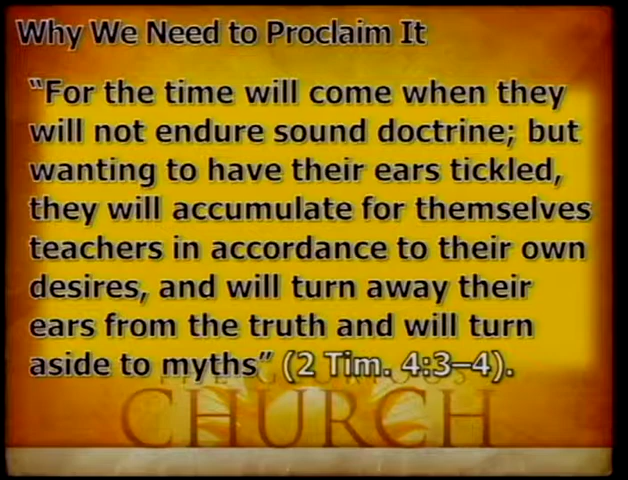 Why We Need to Proclaim It
“For the time will come when they
will not endure sound doctrine; but
wanting to have their ears tickled,
they will accumulate for themselves
teachers in accordance to their own
desires, and will turn away their
ears from the truth and will turn
aside to myths” (2 Tim. 4:3–4).
THE GLORIOUS
CHURCH